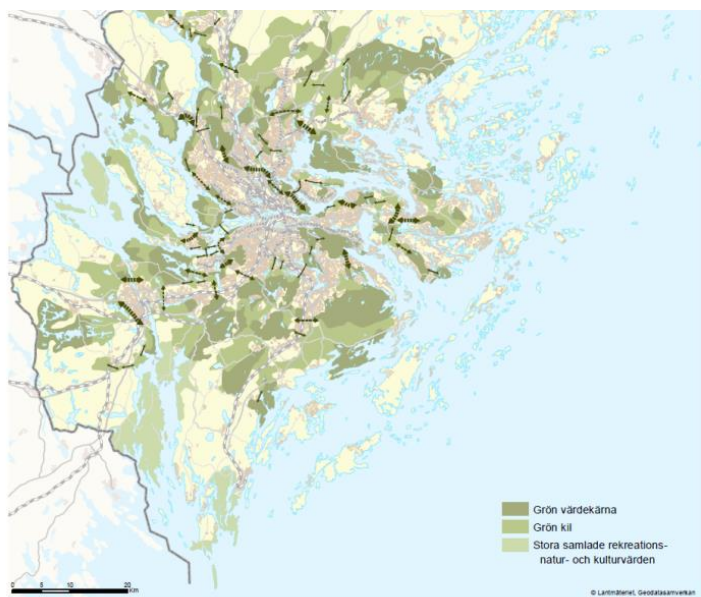 Grön värdekärna
Grön kil
Stora samlade rekreations-
natur- och kulturvärden
0 5 10 20
Km
© Lantmäteriet, Geodatasamverkan